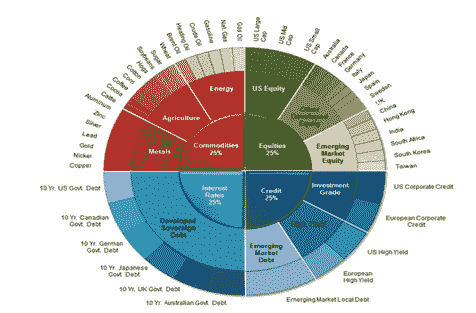 Gas Oil
Nat. Gas
Gasoline
Crude Oil
Heating Oil
Brent Oil
Wheat
Sugar
Soybeans
Hogs
Corn
Cotton
Coffee
Cocoa
Cattle
Aluminum
Zinc
Silver
Lead
Gold
Nickel
Copper
US Large
Cap
US Mid
Cap
US Small
Cap
Australia
Canada
France
Germany
Italy
Japan
Spain
Sweden
UK
China
Hong Kong
India
South Africa
South Korea
Taiwan
Energy
Agriculture
Metals
Commodities
25%
US Equity
Equities
25%
Emerging
Market
Equity
Interest
Rates
25%
Developed
Sovereign
Debt
Credit
25%
Investment
Grade
Emerging
Market
Debt
10 Yr. US Govt. Debt
10 Yr. Canadian
Govt. Debt
10 Yr. German
Govt. Debt
10 Yr. Japanese
Govt. Debt
10 Yr. UK Govt. Debt
10 Yr. Australian Govt. Debt
US Corporate Credit
European Corporate
Credit
US High Yield
European
High Yield
Emerging Market Local Debt